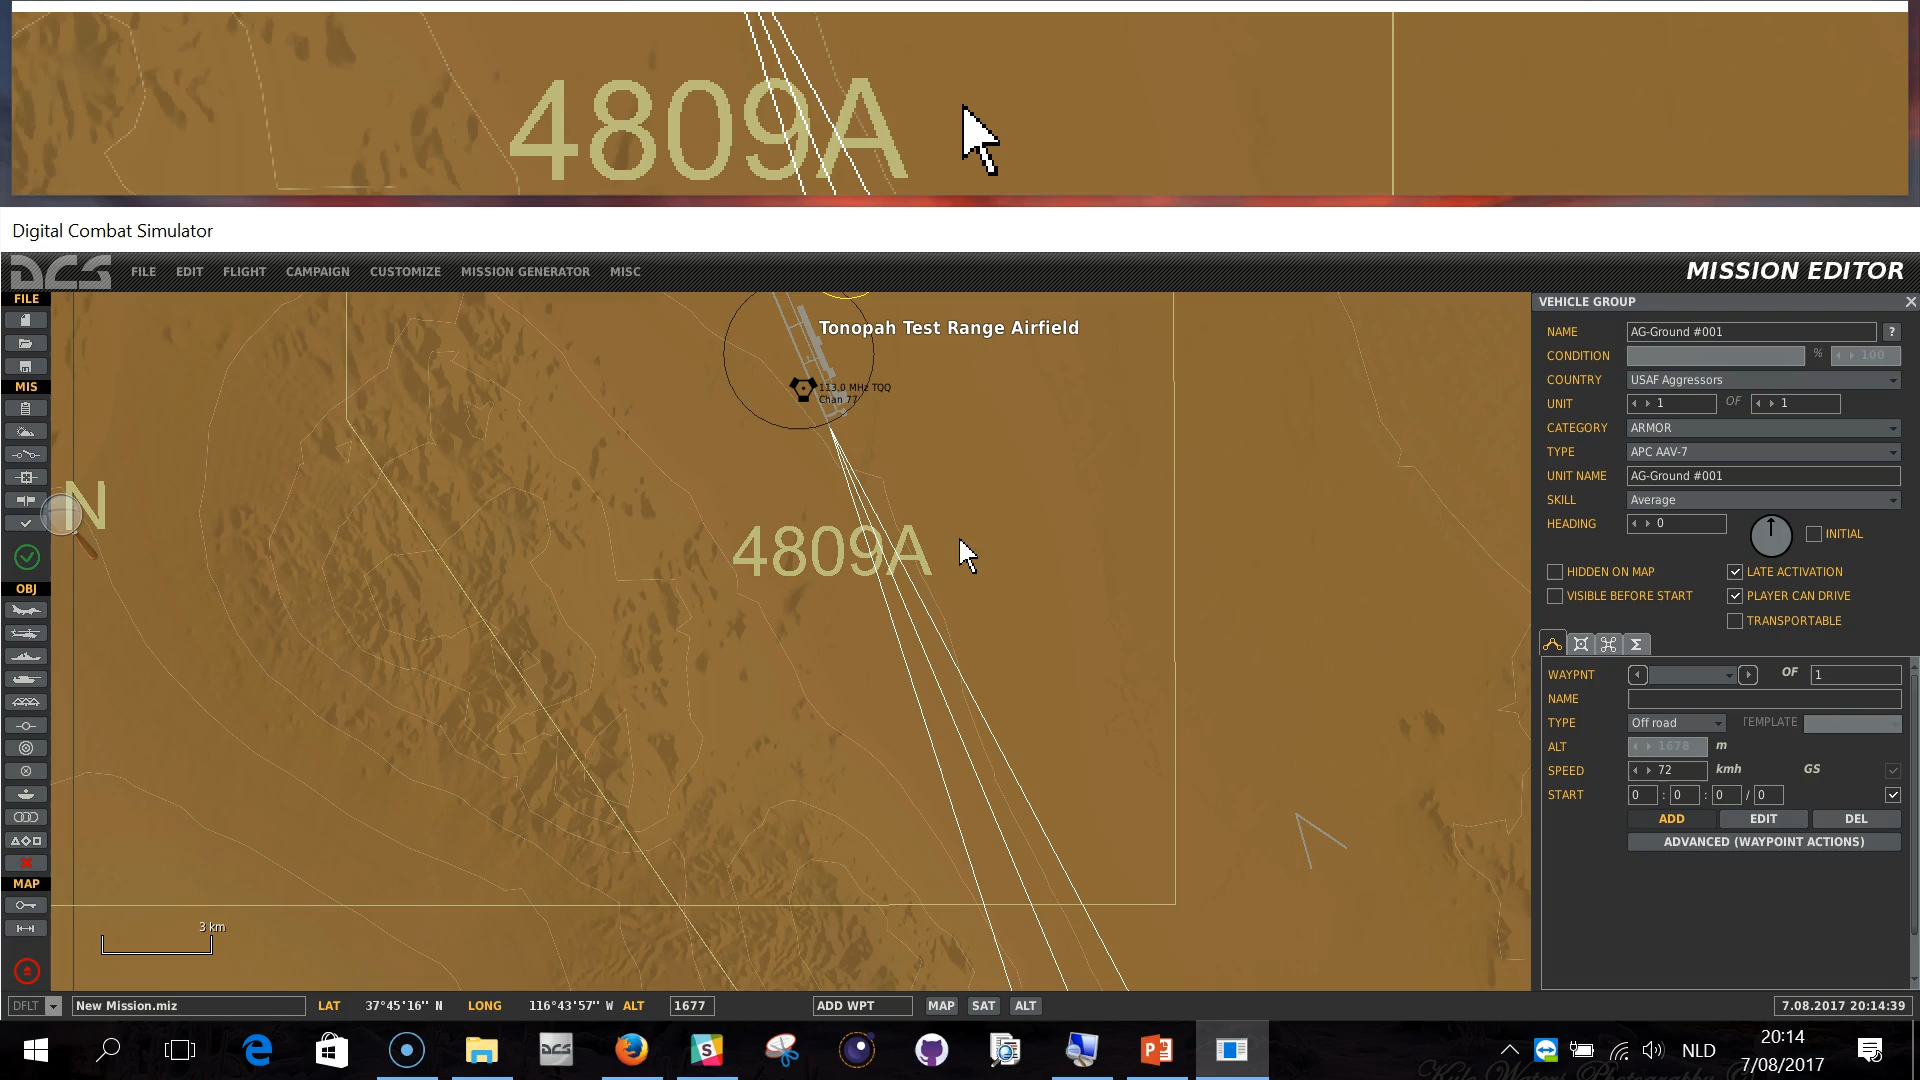 4809A
Digital Combat Simulator
DCS FILE EDIT FLIGHT CAMPAIGN CUSTOMIZE MISSION GENERATOR MISC MISSION EDITOR
FILE
MIS
OBJ
MAP
Tonopah Test Range Airfield
113.0 MHz TQQ
Chan 77
N
4809A
3 km
VEHICLE GROUP
NAME AG-Ground #001 ?
CONDITION % 100
COUNTRY USAF Aggressors
UNIT 1 OF 1
CATEGORY ARMOR
TYPE APC AAV-7
UNIT NAME AG-Ground #001
SKILL Average
HEADING 0 INITIAL
HIDDEN ON MAP LATE ACTIVATION
VISIBLE BEFORE START PLAYER CAN DRIVE
TRANSPORTABLE
WAYPNT OF 1
NAME
TYPE Off road TEMPLATE
ALT 1678 m
SPEED 72 kmh GS
START 0 : 0 : 0 / 0
ADD EDIT DEL
ADVANCED (WAYPOINT ACTIONS)
DFLT New Mission.miz LAT 37°45'16" N LONG 116°43'57" W ALT 1677 ADD WPT MAP SAT ALT 7.08.2017 20:14:39
DCS NLD 20:14
7/08/2017